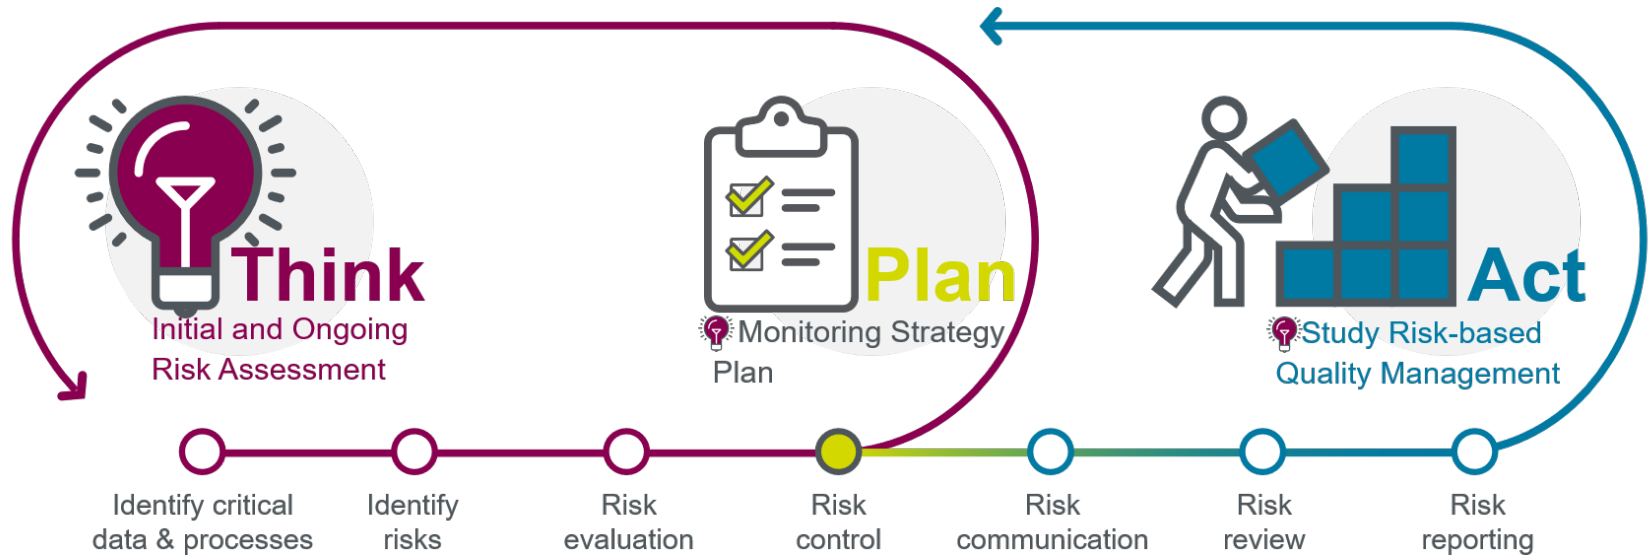 Think
Initial and Ongoing
Risk Assessment
Plan
Monitoring Strategy
Plan
Act
Study Risk-based
Quality Management
Identify critical
data & processes
Identify
risks
Risk
evaluation
Risk
control
Risk
communication
Risk
review
Risk
reporting